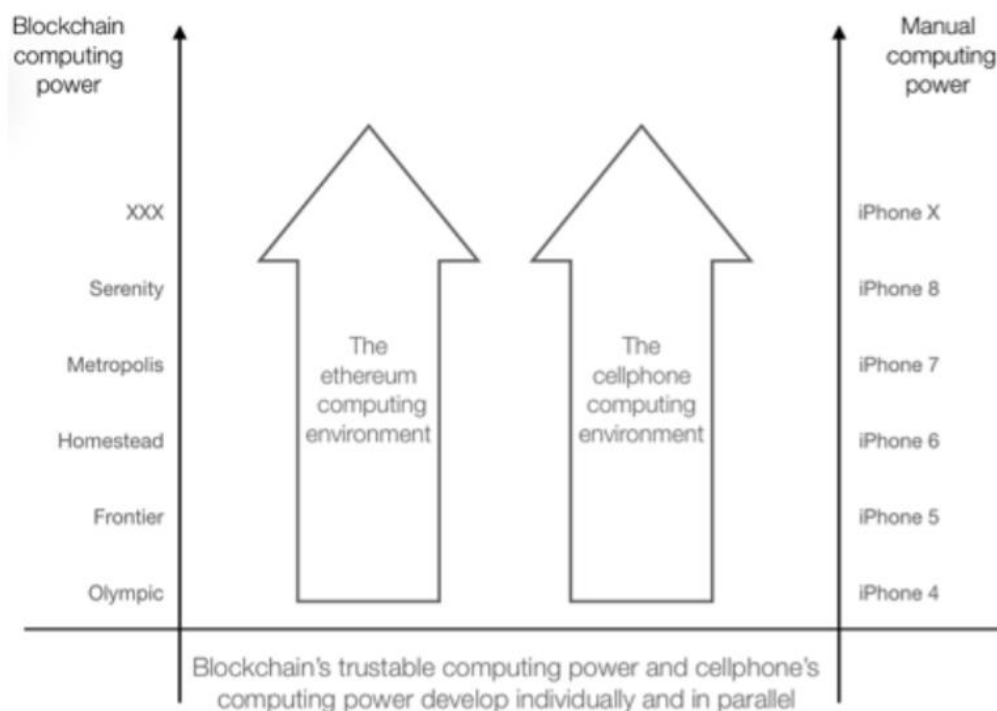 Blockchain
computing
power
Manual
computing
power
XXX
Serenity
Metropolis
Homestead
Frontier
Olympic
The
ethereum
computing
environment
The
cellphone
computing
environment
iPhone X
iPhone 8
iPhone 7
iPhone 6
iPhone 5
iPhone 4
Blockchain's trustable computing power and cellphone's
computing power develop individually and in parallel